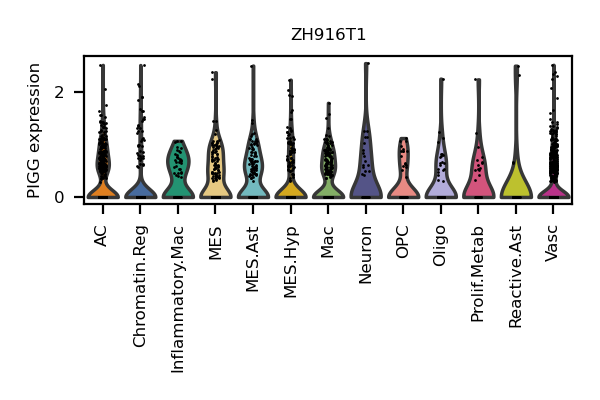 ZH916T1
PIGG expression
2
0
AC
Chromatin.Reg
Inflammatory.Mac
MES
MES.Ast
MES.Hyp
Mac
Neuron
OPC
Oligo
Prolif.Metab
Reactive.Ast
Vasc